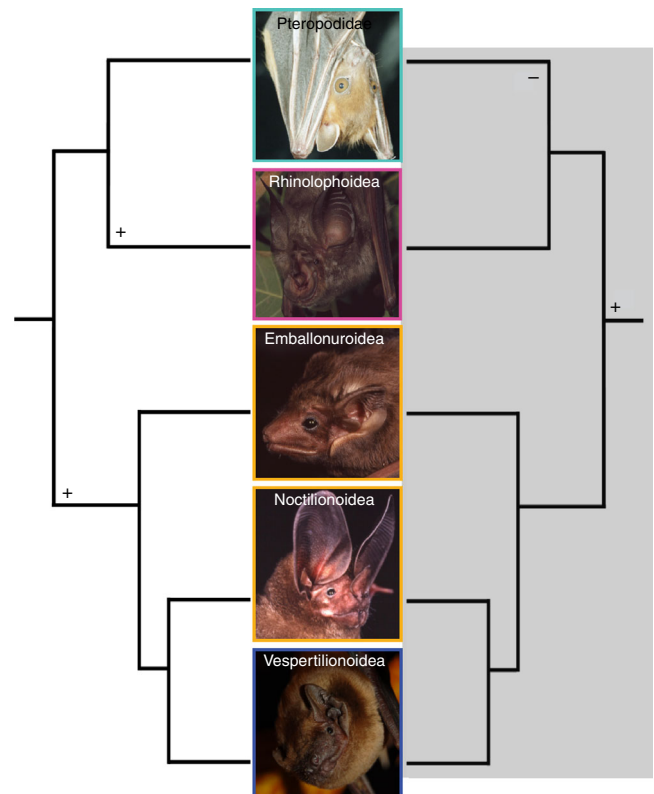 Pteropodidae
−
Rhinolophoidea
+
+
Emballonuroidea
+
Noctilionoidea
Vespertilionoidea